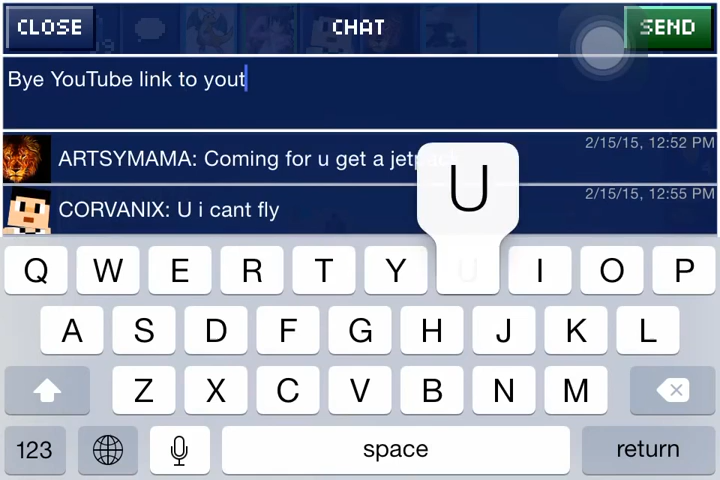 CLOSE CHAT SEND
Bye YouTube link to yout
2/15/15, 12:52 PM
ARTSYMAMA: Coming for u get a jetpack
2/15/15, 12:55 PM
CORVANIX: U i cant fly
U
Q W E R T Y U I O P
A S D F G H J K L
Z X C V B N M
123 space return